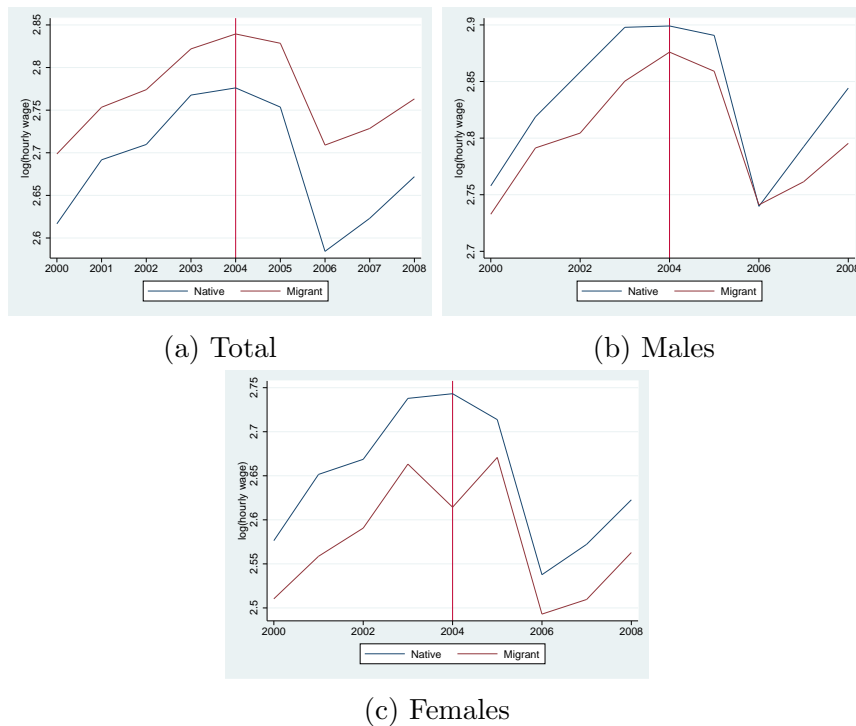 log(hourly wage)
2.85
2.8
2.75
2.7
2.65
2.6
2000 2001 2002 2003 2004 2005 2006 2007 2008
Native Migrant
(a) Total
log(hourly wage)
2.9
2.85
2.8
2.75
2.7
2000 2002 2004 2006 2008
Native Migrant
(b) Males
log(hourly wage)
2.75
2.7
2.65
2.6
2.55
2.5
2000 2002 2004 2006 2008
Native Migrant
(c) Females